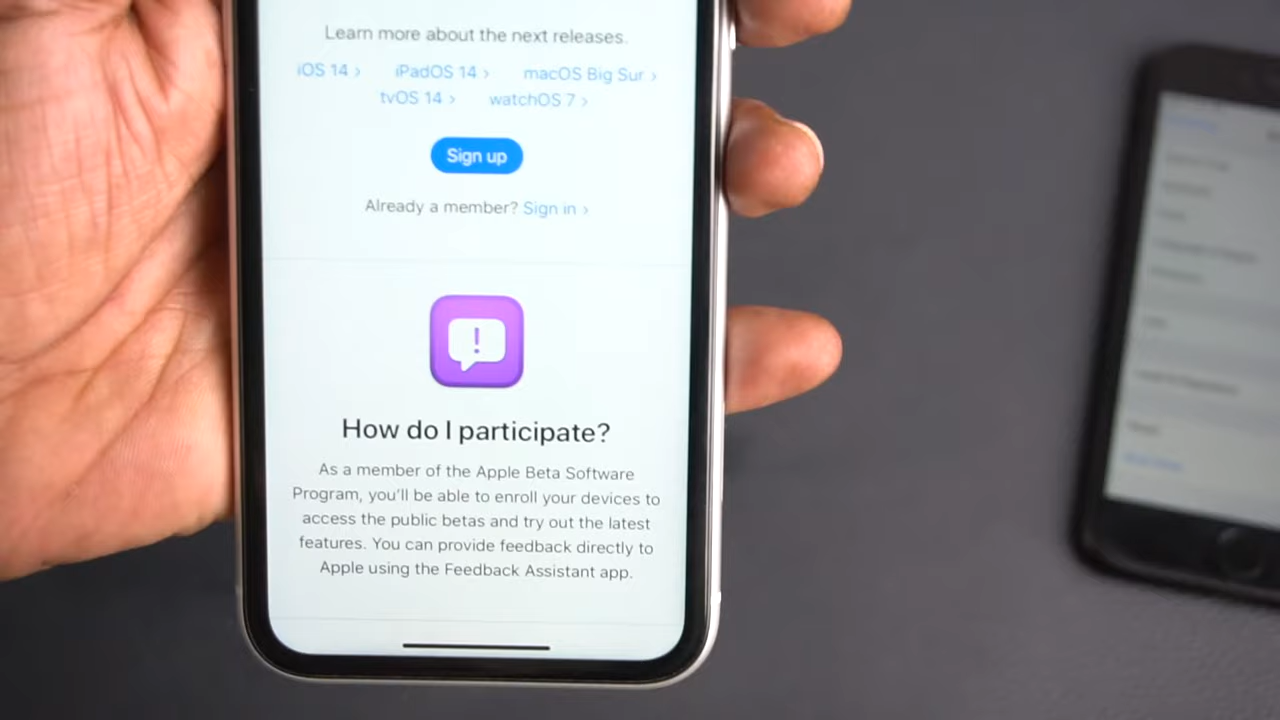 Learn more about the next releases.
iOS 14 › iPadOS 14 › macOS Big Sur ›
tvOS 14 › watchOS 7 ›
Sign up
Already a member? Sign in ›
How do I participate?
As a member of the Apple Beta Software
Program, you'll be able to enroll your devices to
access the public betas and try out the latest
features. You can provide feedback directly to
Apple using the Feedback Assistant app.